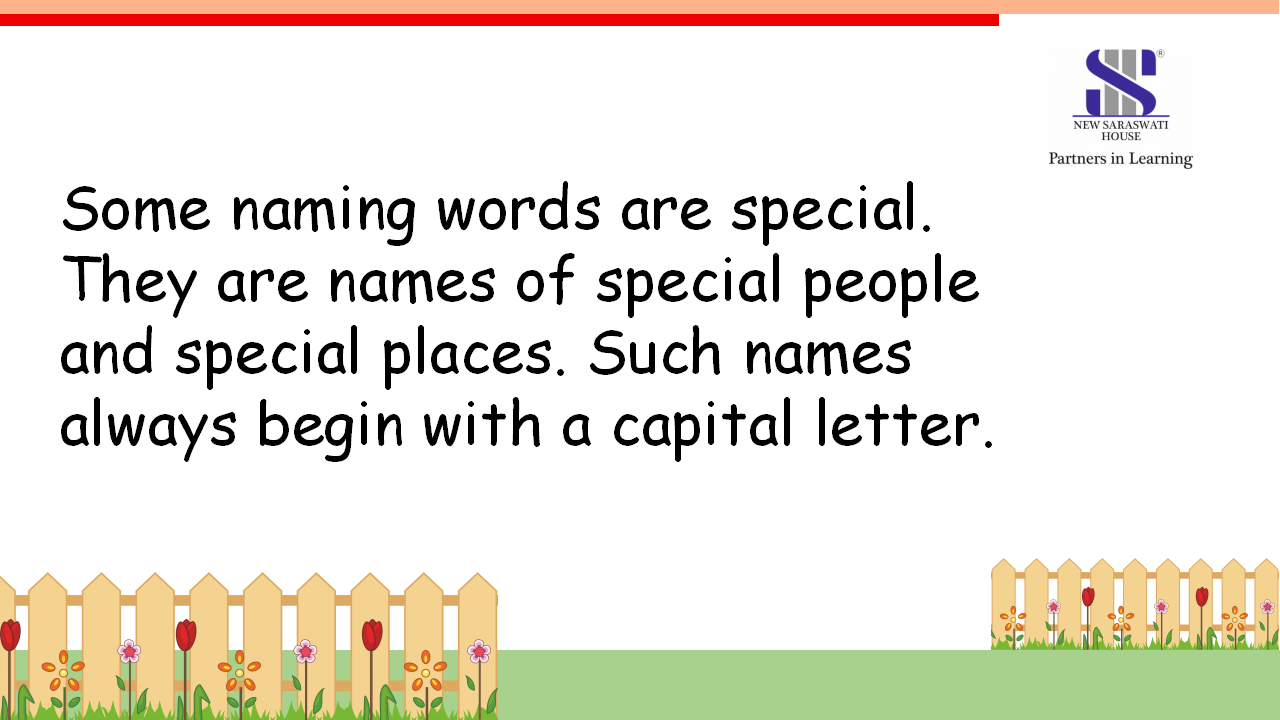 ®
NEW SARASWATI
HOUSE
Partners in Learning
Some naming words are special.
They are names of special people
and special places. Such names
always begin with a capital letter.